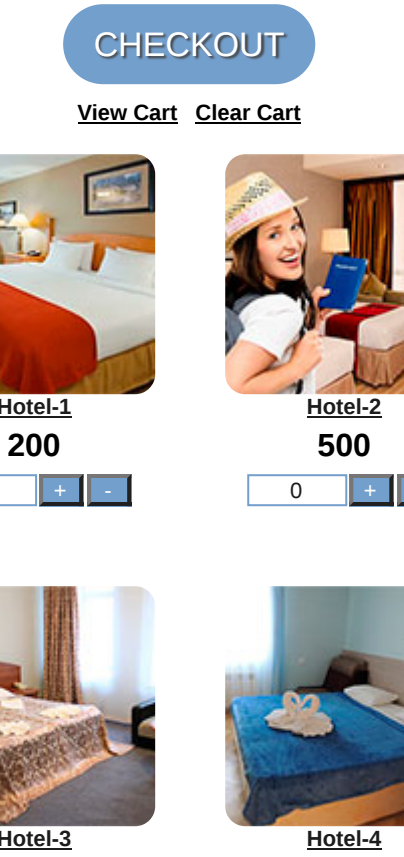 CHECKOUT
View Cart Clear Cart
Hotel-1 Hotel-2
200 500
+ - 0 +
Hotel-3 Hotel-4